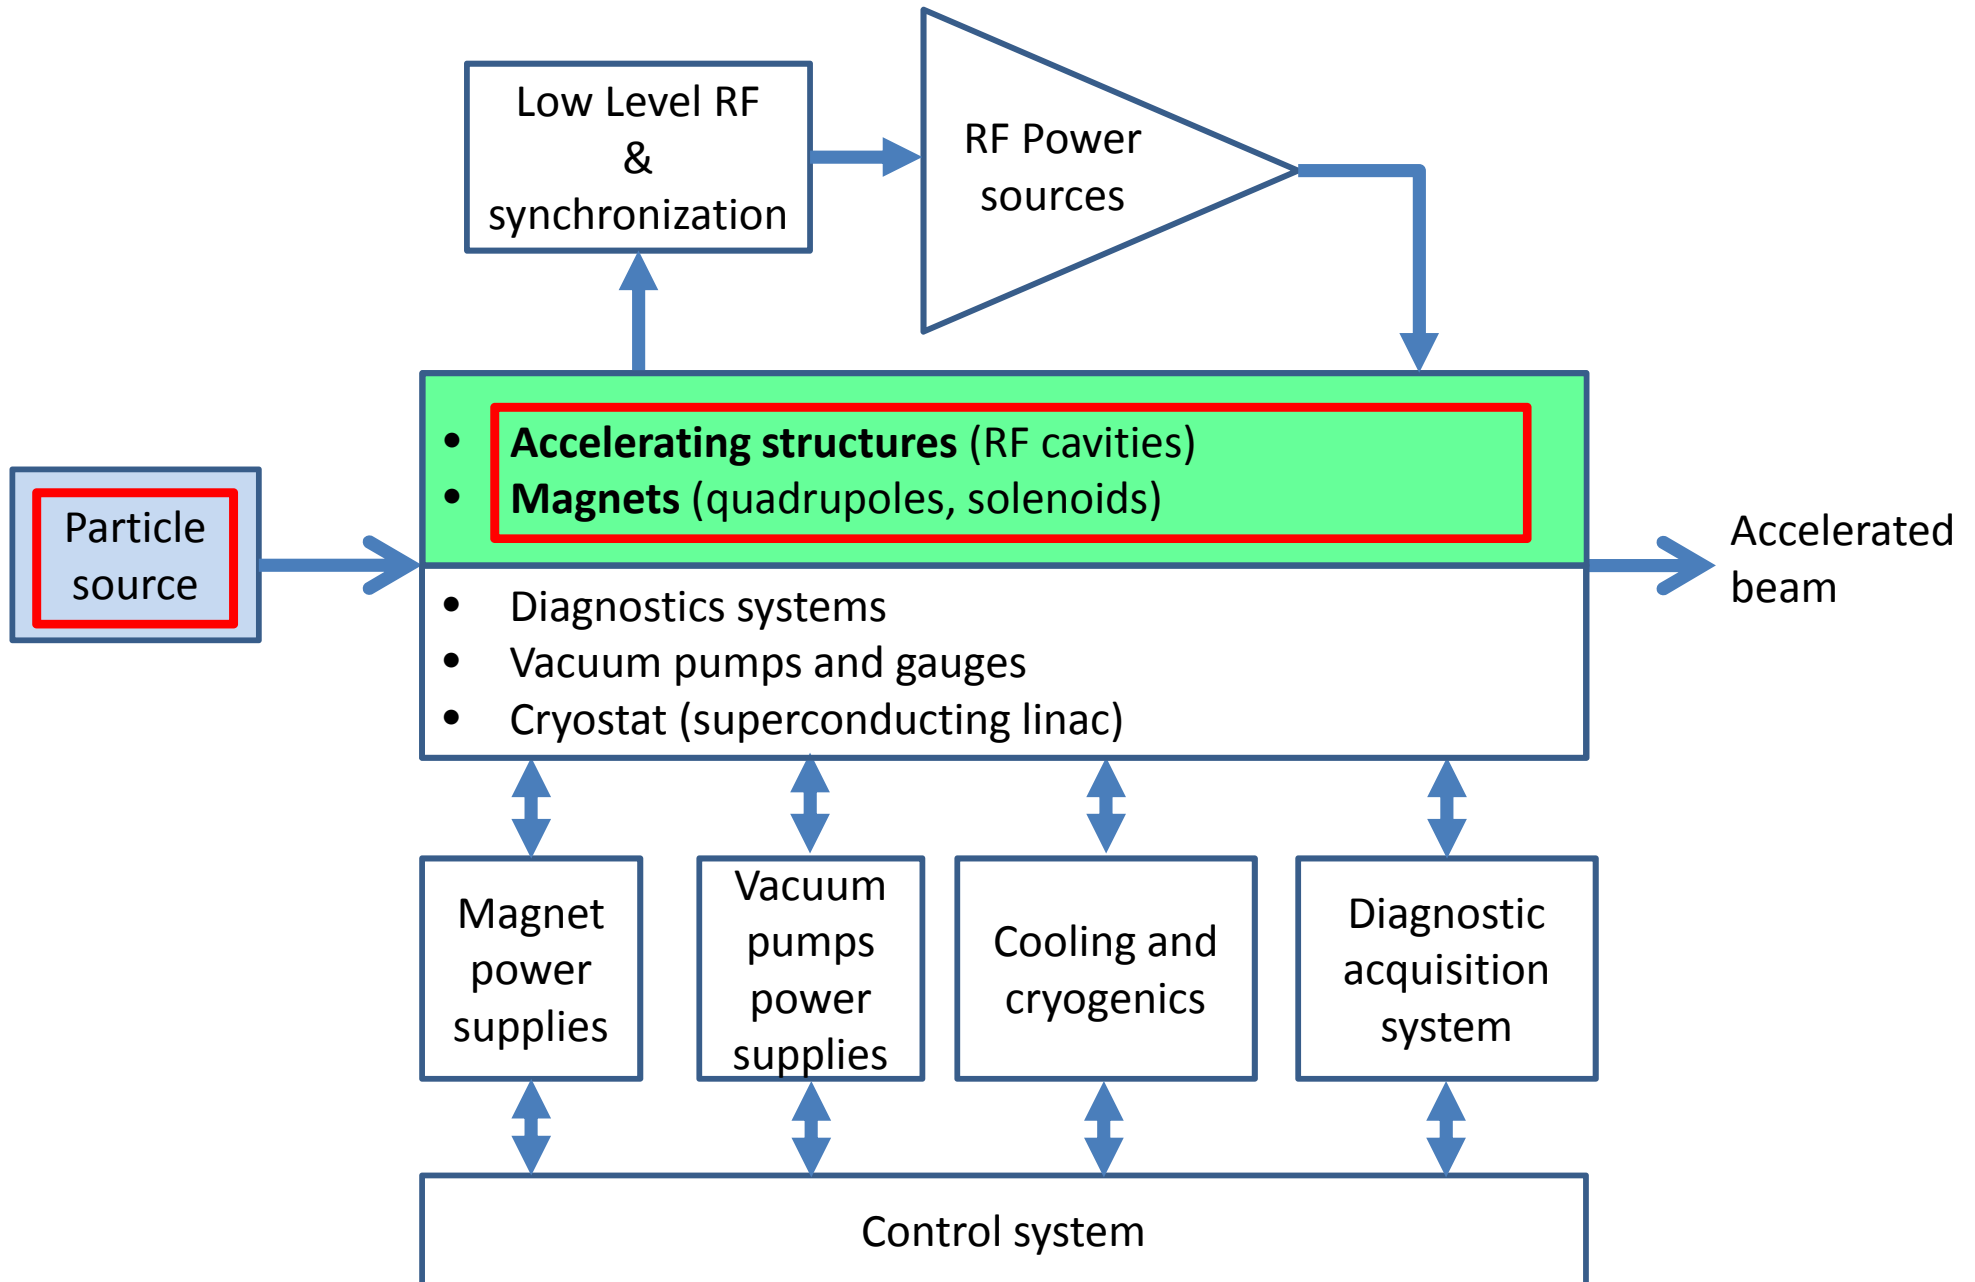 Low Level RF
&
synchronization
RF Power
sources
• Accelerating structures (RF cavities)
• Magnets (quadrupoles, solenoids)
Particle
source
Accelerated
beam
• Diagnostics systems
• Vacuum pumps and gauges
• Cryostat (superconducting linac)
Magnet
power
supplies
Vacuum
pumps
power
supplies
Cooling and
cryogenics
Diagnostic
acquisition
system
Control system